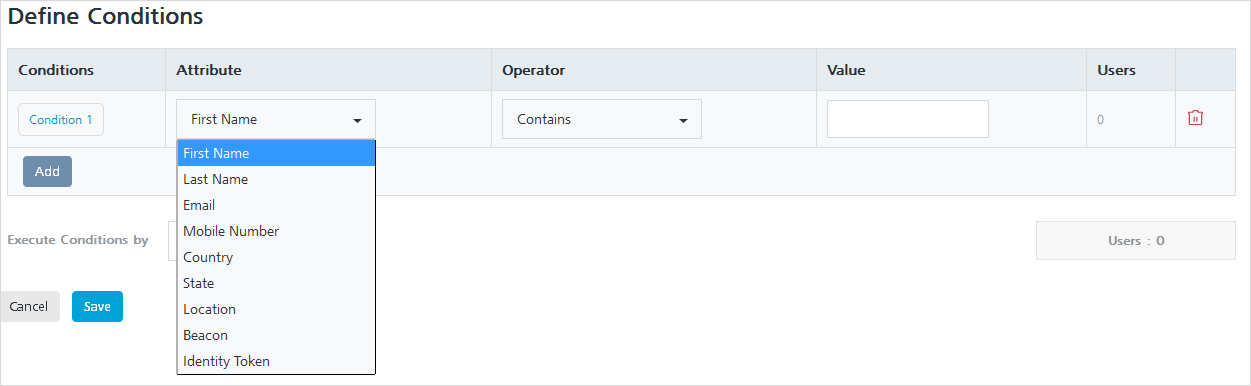 Define Conditions
Conditions Attribute Operator Value Users
Condition 1 First Name Contains 0
First Name
Last Name
Add
Email
Mobile Number
Execute Conditions by Users : 0
Country
State
Cancel Save
Location
Beacon
Identity Token